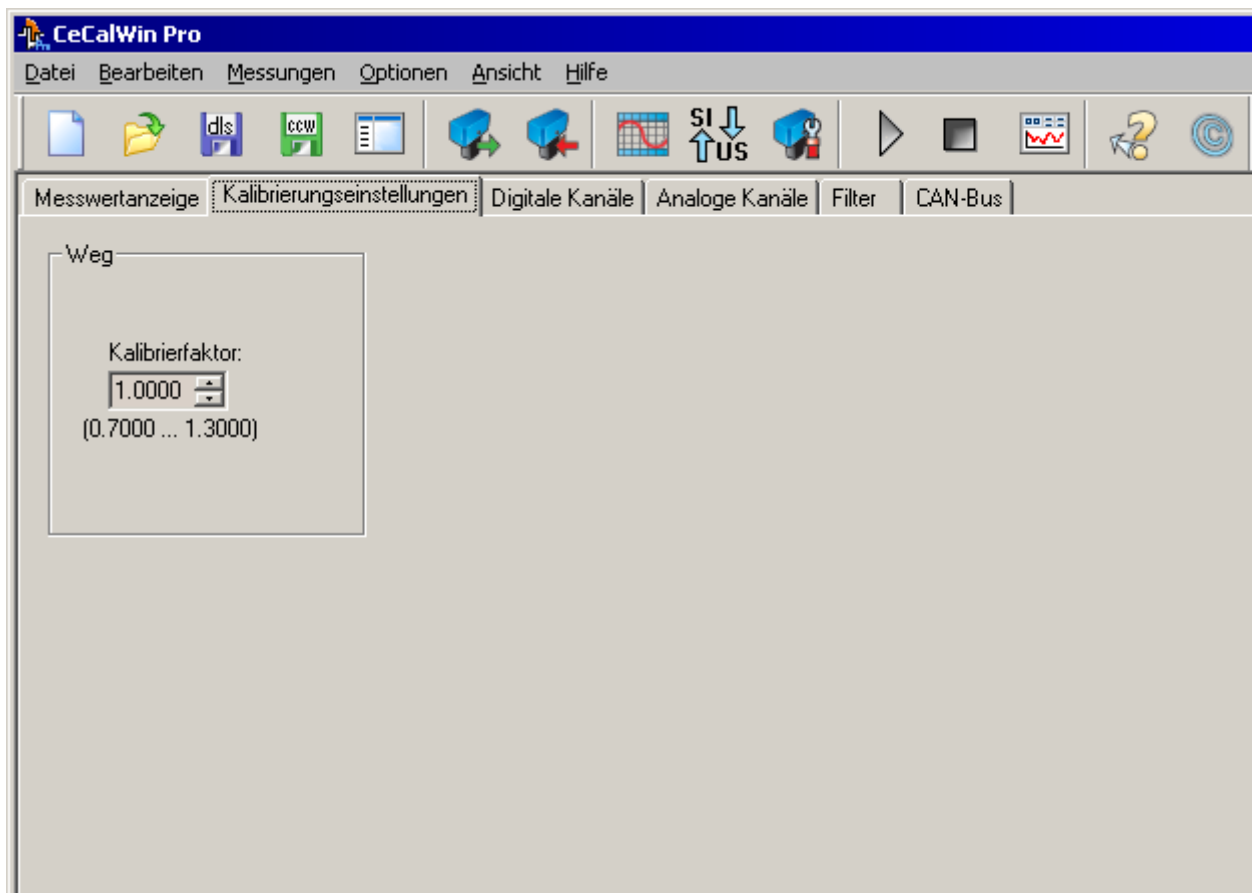 CeCalWin Pro
Datei Bearbeiten Messungen Optionen Ansicht Hilfe
dls ccw SI US
Messwertanzeige Kalibrierungseinstellungen Digitale Kanäle Analoge Kanäle Filter CAN-Bus
Weg
Kalibrierfaktor:
1.0000
(0.7000 ... 1.3000)